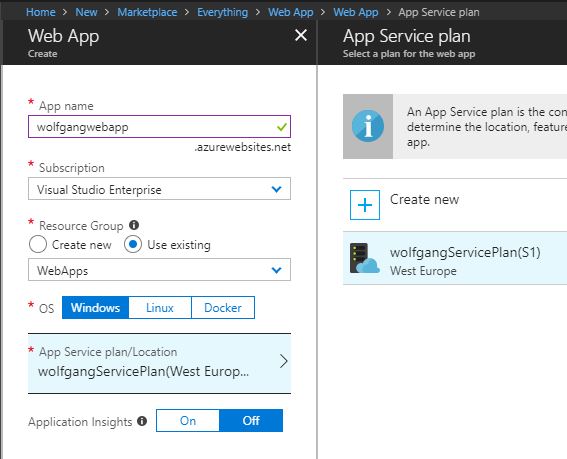 Home > New > Marketplace > Everything > Web App > Web App > App Service plan
Web App
Create
* App name
wolfgangwebapp
.azurewebsites.net
* Subscription
Visual Studio Enterprise
* Resource Group
Create new Use existing
WebApps
* OS Windows Linux Docker
* App Service plan/Location
wolfgangServicePlan(West Europ...
Application Insights On Off
App Service plan
Select a plan for the web app
An App Service plan is the con
determine the location, feature
app.
Create new
wolfgangServicePlan(S1)
West Europe